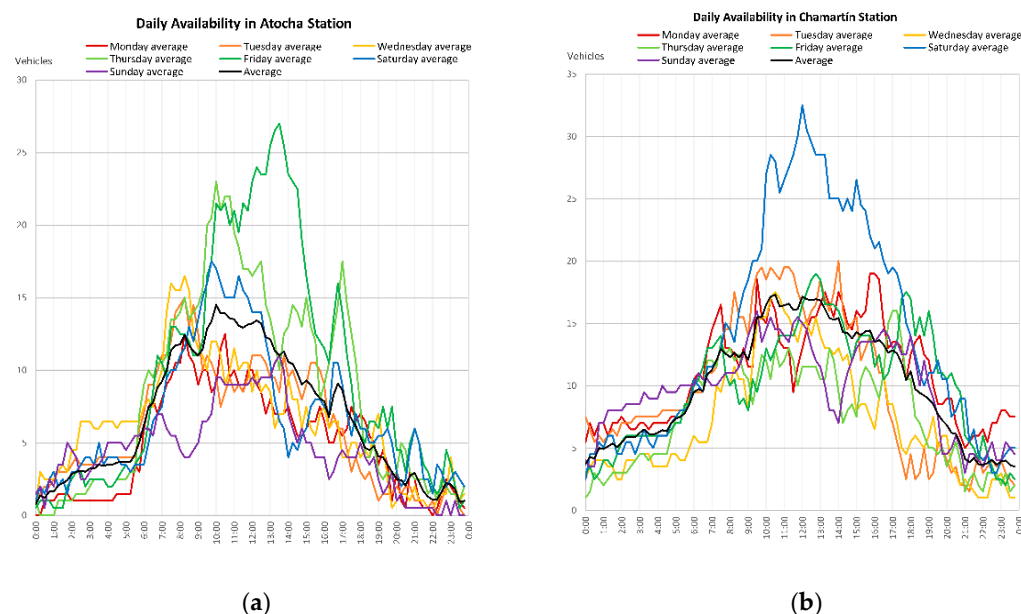 Daily Availability in Atocha Station
Monday average Tuesday average Wednesday average
Thursday average Friday average Saturday average
Sunday average Average
Vehicles
30
25
20
15
10
5
0
0:00 1:00 2:00 3:00 4:00 5:00 6:00 7:00 8:00 9:00 10:00 11:00 12:00 13:00 14:00 15:00 16:00 17:00 18:00 19:00 20:00 21:00 22:00 23:00 0:00
(a)
Daily Availability in Chamartín Station
Monday average Tuesday average Wednesday average
Thursday average Friday average Saturday average
Sunday average Average
Vehicles
35
30
25
20
15
10
5
0
0:00 1:00 2:00 3:00 4:00 5:00 6:00 7:00 8:00 9:00 10:00 11:00 12:00 13:00 14:00 15:00 16:00 17:00 18:00 19:00 20:00 21:00 22:00 23:00 0:00
(b)